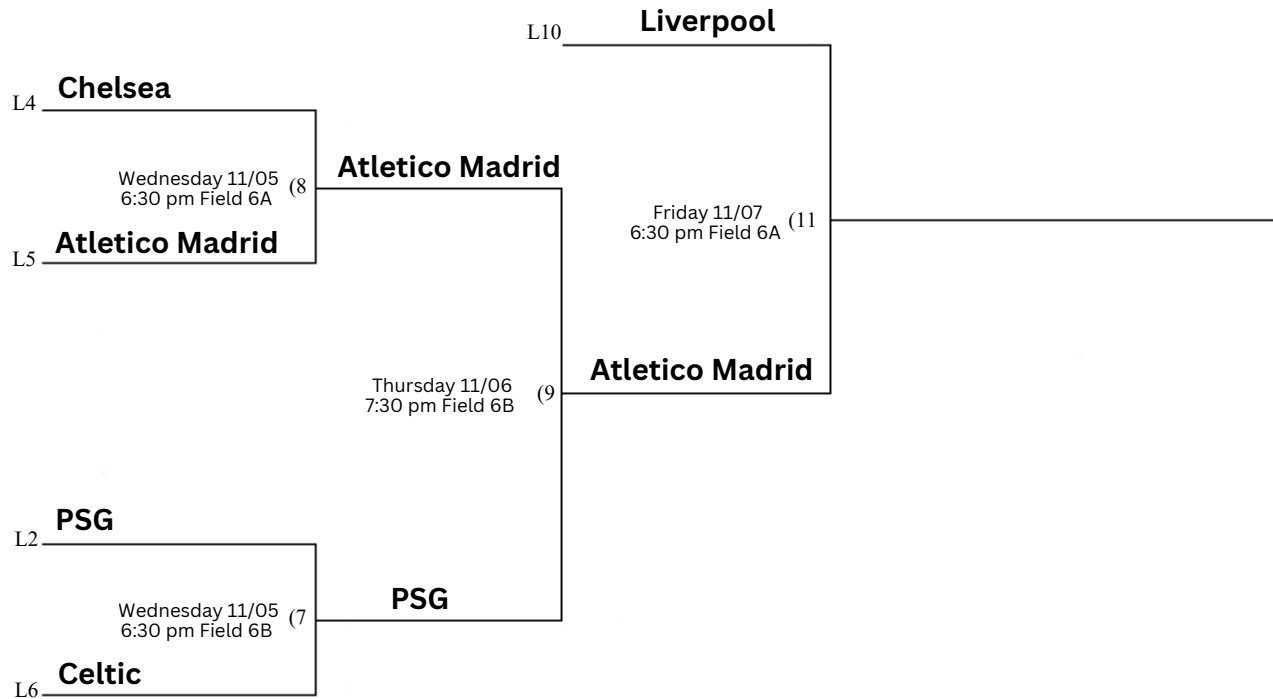 Liverpool
L10
Chelsea
L4
Atletico Madrid
Wednesday 11/05
6:30 pm Field 6A
(8
Friday 11/07
6:30 pm Field 6A
(11
Atletico Madrid
L5
Atletico Madrid
Thursday 11/06
7:30 pm Field 6B
(9
PSG
L2
PSG
Wednesday 11/05
6:30 pm Field 6B
(7
Celtic
L6